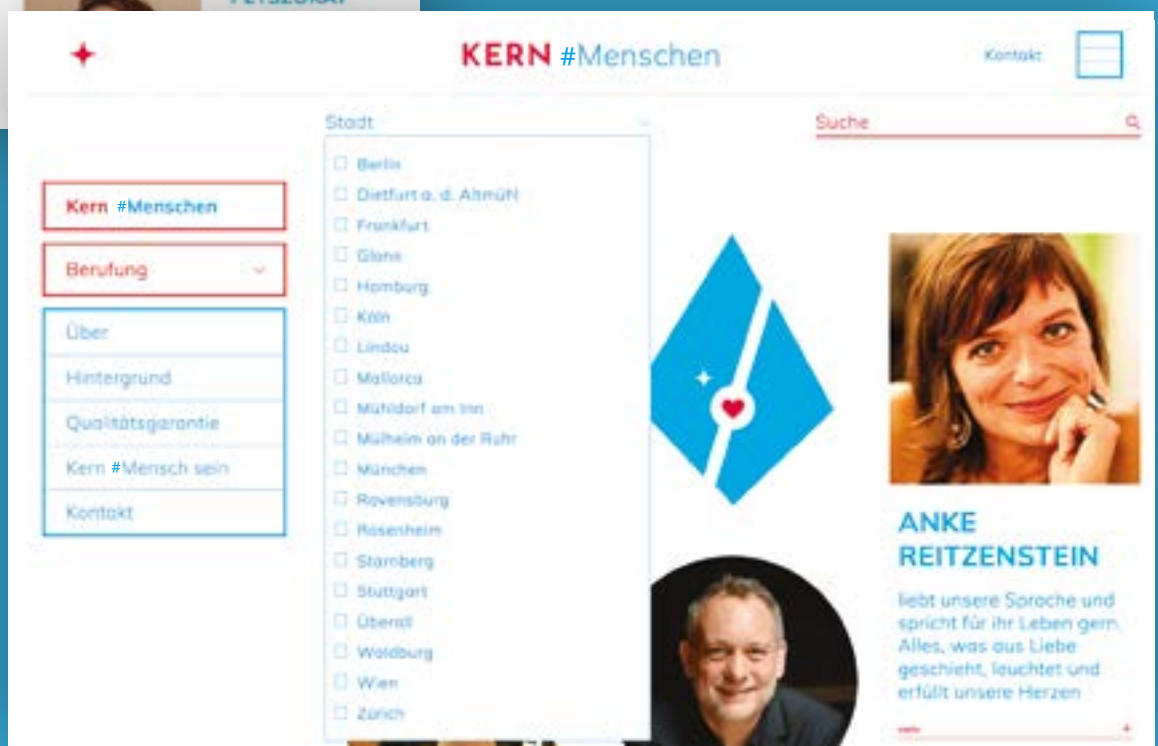 KERN #Menschen
Kontakt
Stadt
Suche
Kern #Menschen
Berufung
Über
Hintergrund
Qualitätsgarantie
Kern #Mensch sein
Kontakt
Berlin
Dietfurt a. d. Altmühl
Frankfurt
Glonn
Homburg
Köln
Lindau
Mallorca
Mühldorf am Inn
Mülheim an der Ruhr
München
Ravensburg
Rosenheim
Starnberg
Stuttgart
Überall
Waldburg
Wien
Zürich
ANKE
REITZENSTEIN
liebt unsere Sprache und
spricht für ihr Leben gern.
Alles, was aus Liebe
geschieht, leuchtet und
erfüllt unsere Herzen
mehr +